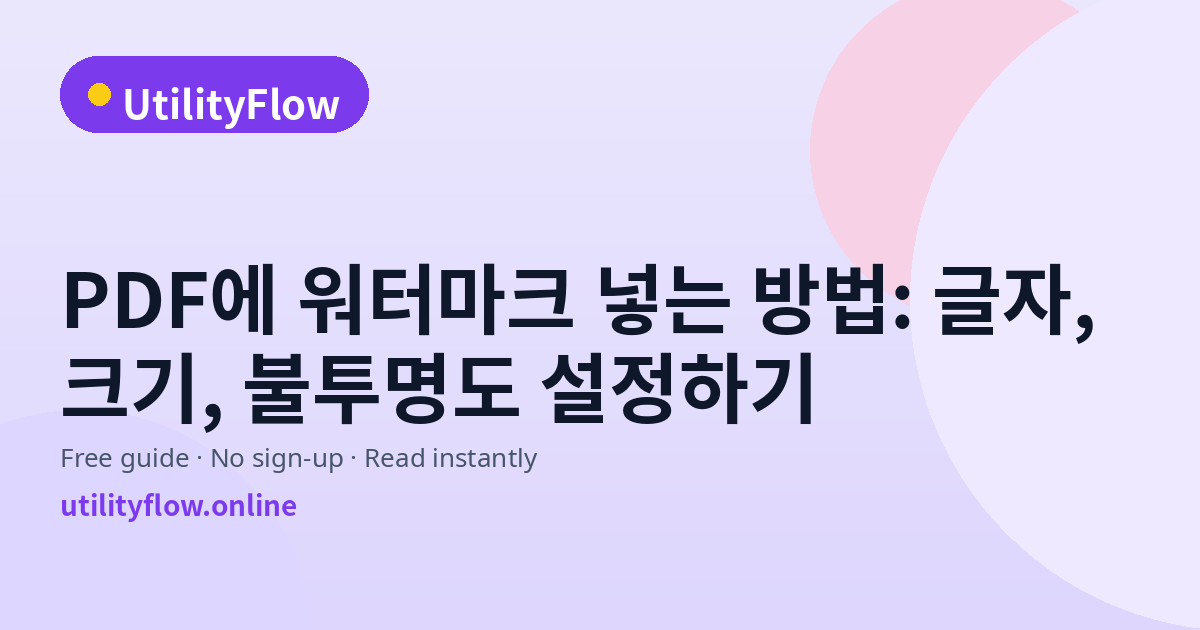 UtilityFlow
PDF에 워터마크 넣는 방법: 글자,
크기, 불투명도 설정하기
Free guide · No sign-up · Read instantly
utilityflow.online